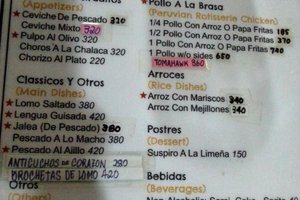 (Appetizers)
Ceviche De Pescado 320
Ceviche Mixto 320
Pulpo Al Olivo 320
Choros A La Chalaca 320
Chorizo Al Plato 220
Classicos Y Otros
(Main Dishes)
Lomo Saltado 380
Lengua Guisada 420
Jalea (De Pescado) 380
Pescado A Lo Macho 380
Pescado Al Ajillo 420
ANTICUCHOS DE CORAZON 280
BROCHETAS DE LOMO 420
Otros
Pollo A La Brasa
(Peruvian Rotisserie Chicken)
1/4 Pollo Con Arroz O Papa Fritas
1/2 Pollo Con Arroz O Papa Fritas
1 Pollo Con Arroz O Papa Fritas 700
1 Pollo w/o sides 650
TOMAHAWK 860
Arroces
(Rice Dishes)
Arroz Con Mariscos 340
Arroz Con Mejillones 340
Postres
(Dessert)
Suspiro A La Limeña 150
Bebidas
(Beverages)